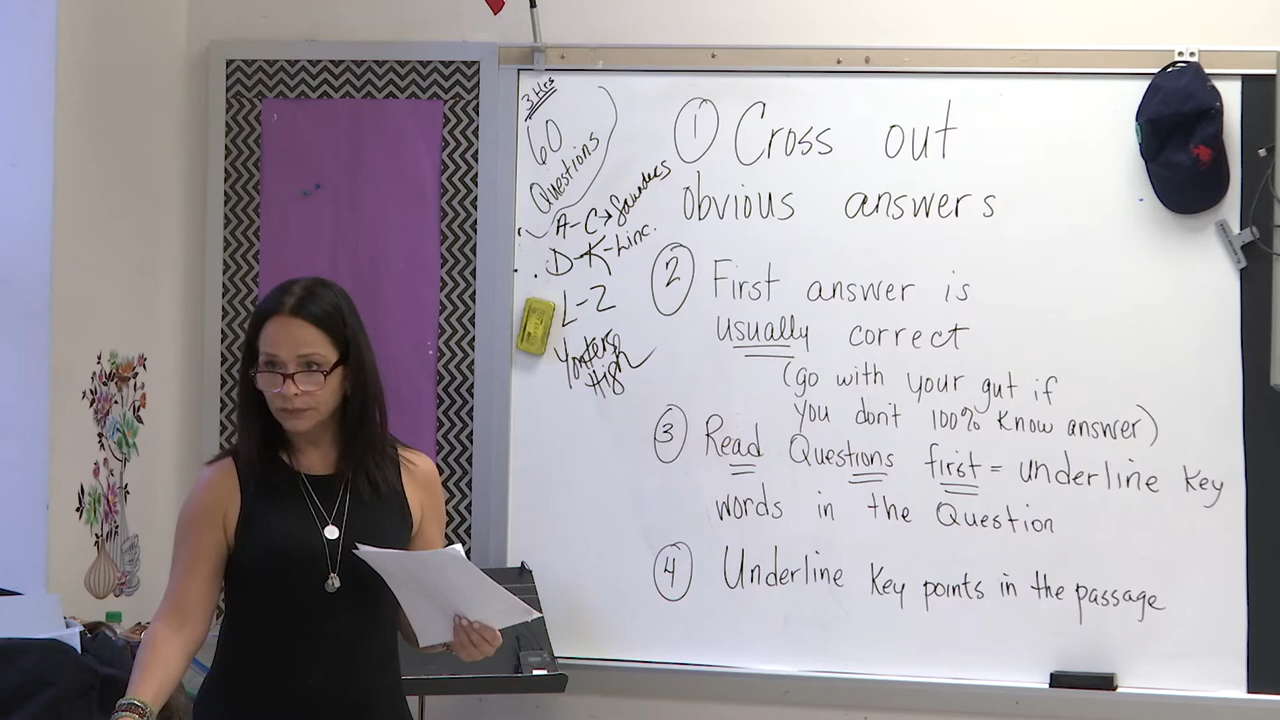 3 Hrs
60
Questions
A-C→Saunders
D-K-Linc.
L-Z
Yonkers
High
① Cross out
obvious answers
② First answer is
usually correct
(go with your gut if
you don't 100% know answer)
③ Read Questions first = underline key
words in the Question
④ Underline key points in the passage